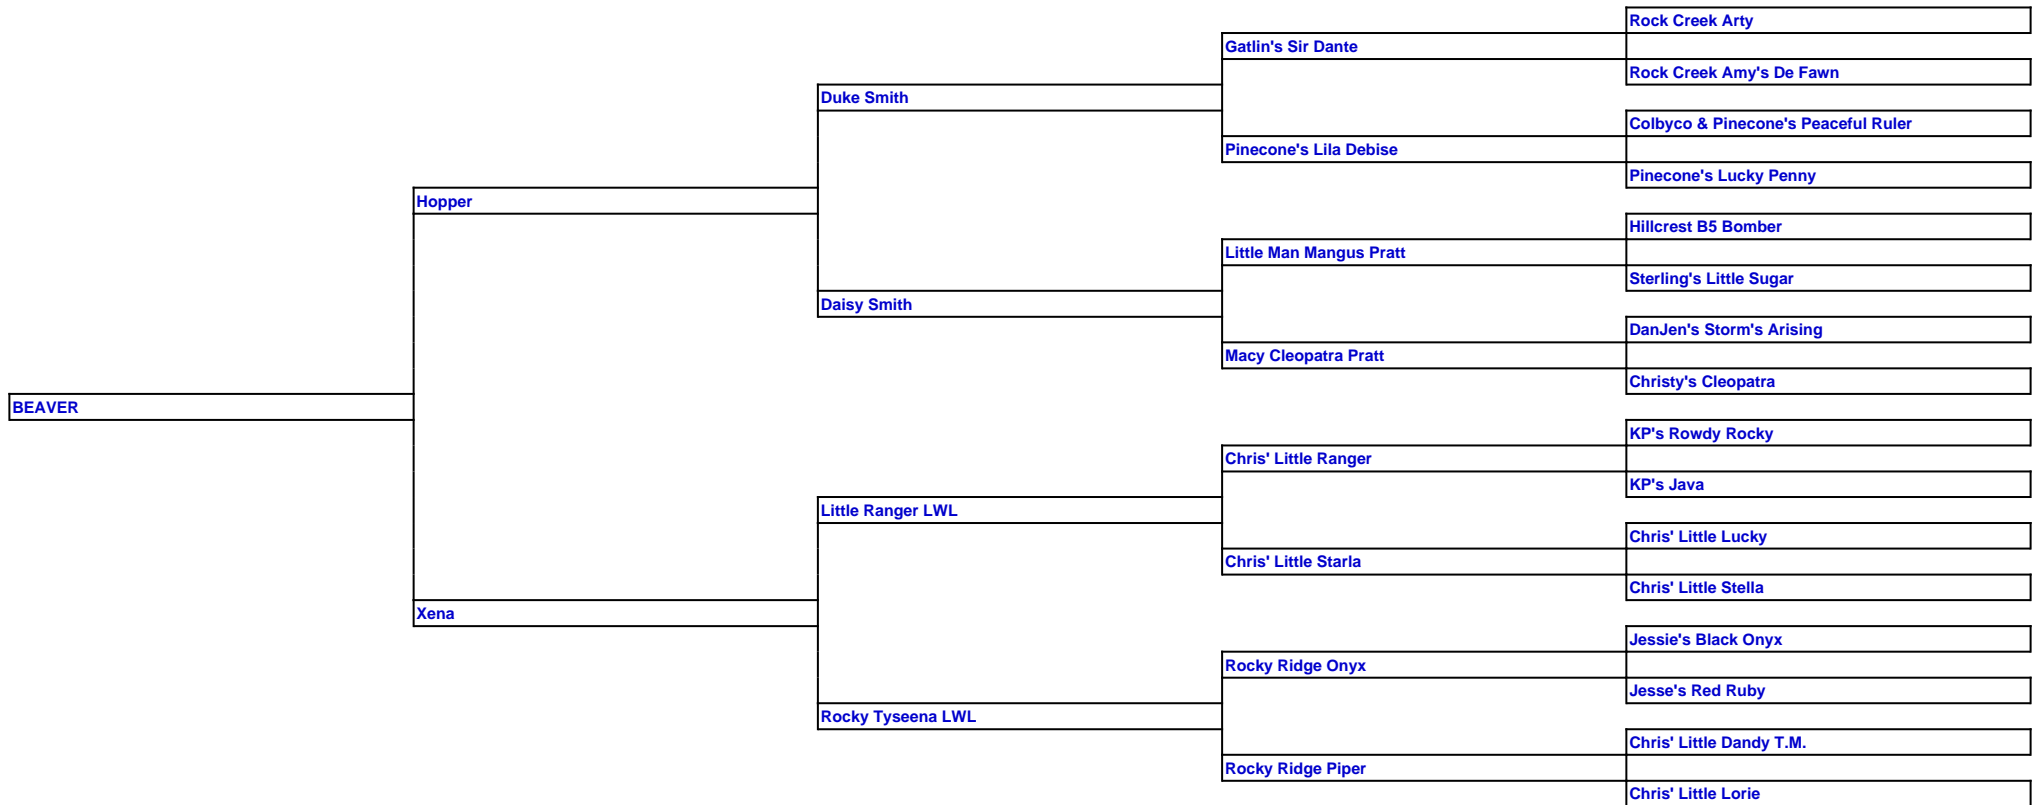 Rock Creek Arty
Gatlin's Sir Dante
Rock Creek Amy's De Fawn
Duke Smith
Colbyco & Pinecone's Peaceful Ruler
Pinecone's Lila Debise
Pinecone's Lucky Penny
Hopper
Hillcrest B5 Bomber
Little Man Mangus Pratt
Sterling's Little Sugar
Daisy Smith
DanJen's Storm's Arising
Macy Cleopatra Pratt
Christy's Cleopatra
BEAVER
KP's Rowdy Rocky
Chris' Little Ranger
KP's Java
Little Ranger LWL
Chris' Little Lucky
Chris' Little Starla
Chris' Little Stella
Xena
Jessie's Black Onyx
Rocky Ridge Onyx
Jesse's Red Ruby
Rocky Tyseena LWL
Chris' Little Dandy T.M.
Rocky Ridge Piper
Chris' Little Lorie